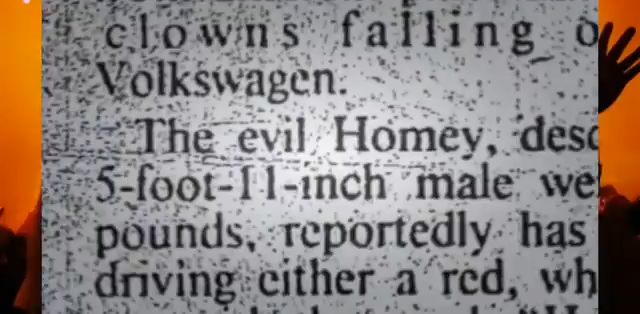 clowns falling
Volkswagen.
The evil Homey,
5-foot-11-inch male
pounds, reportedly has
driving either a red,